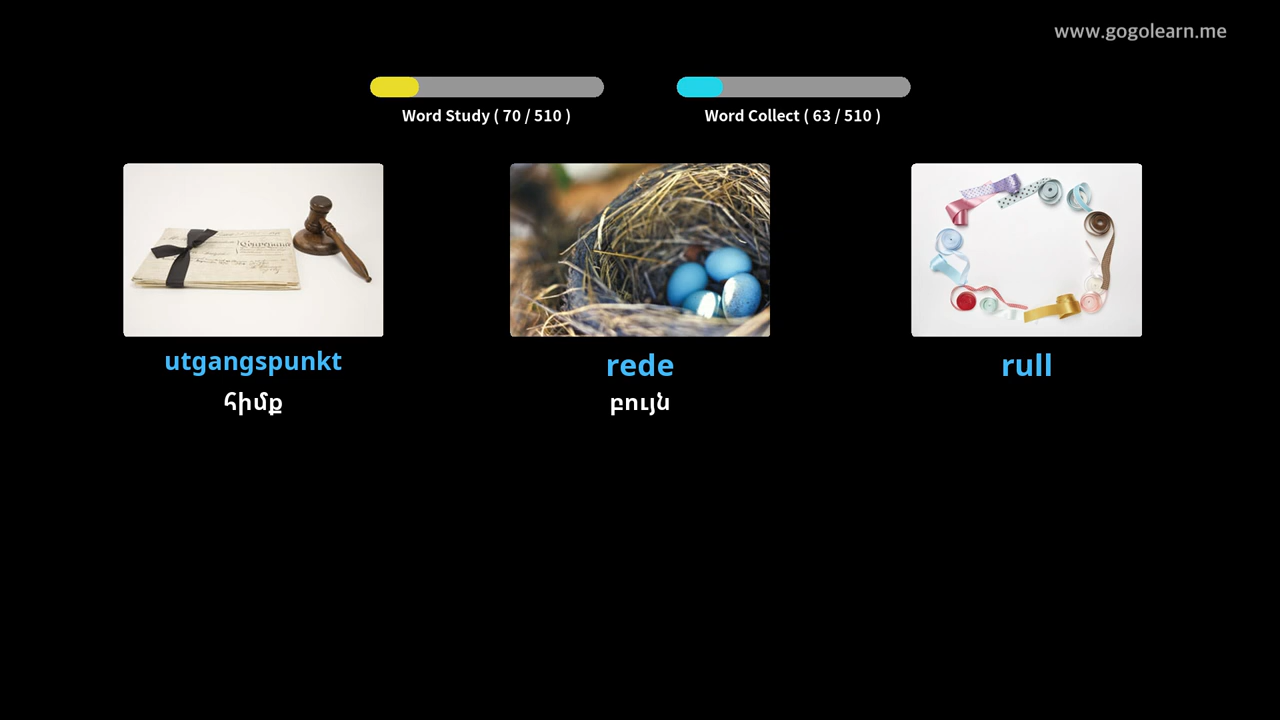 www.gogolearn.me
Word Study ( 70 / 510 )
Word Collect ( 63 / 510 )
utgangspunkt
հիմք
rede
բույն
rull